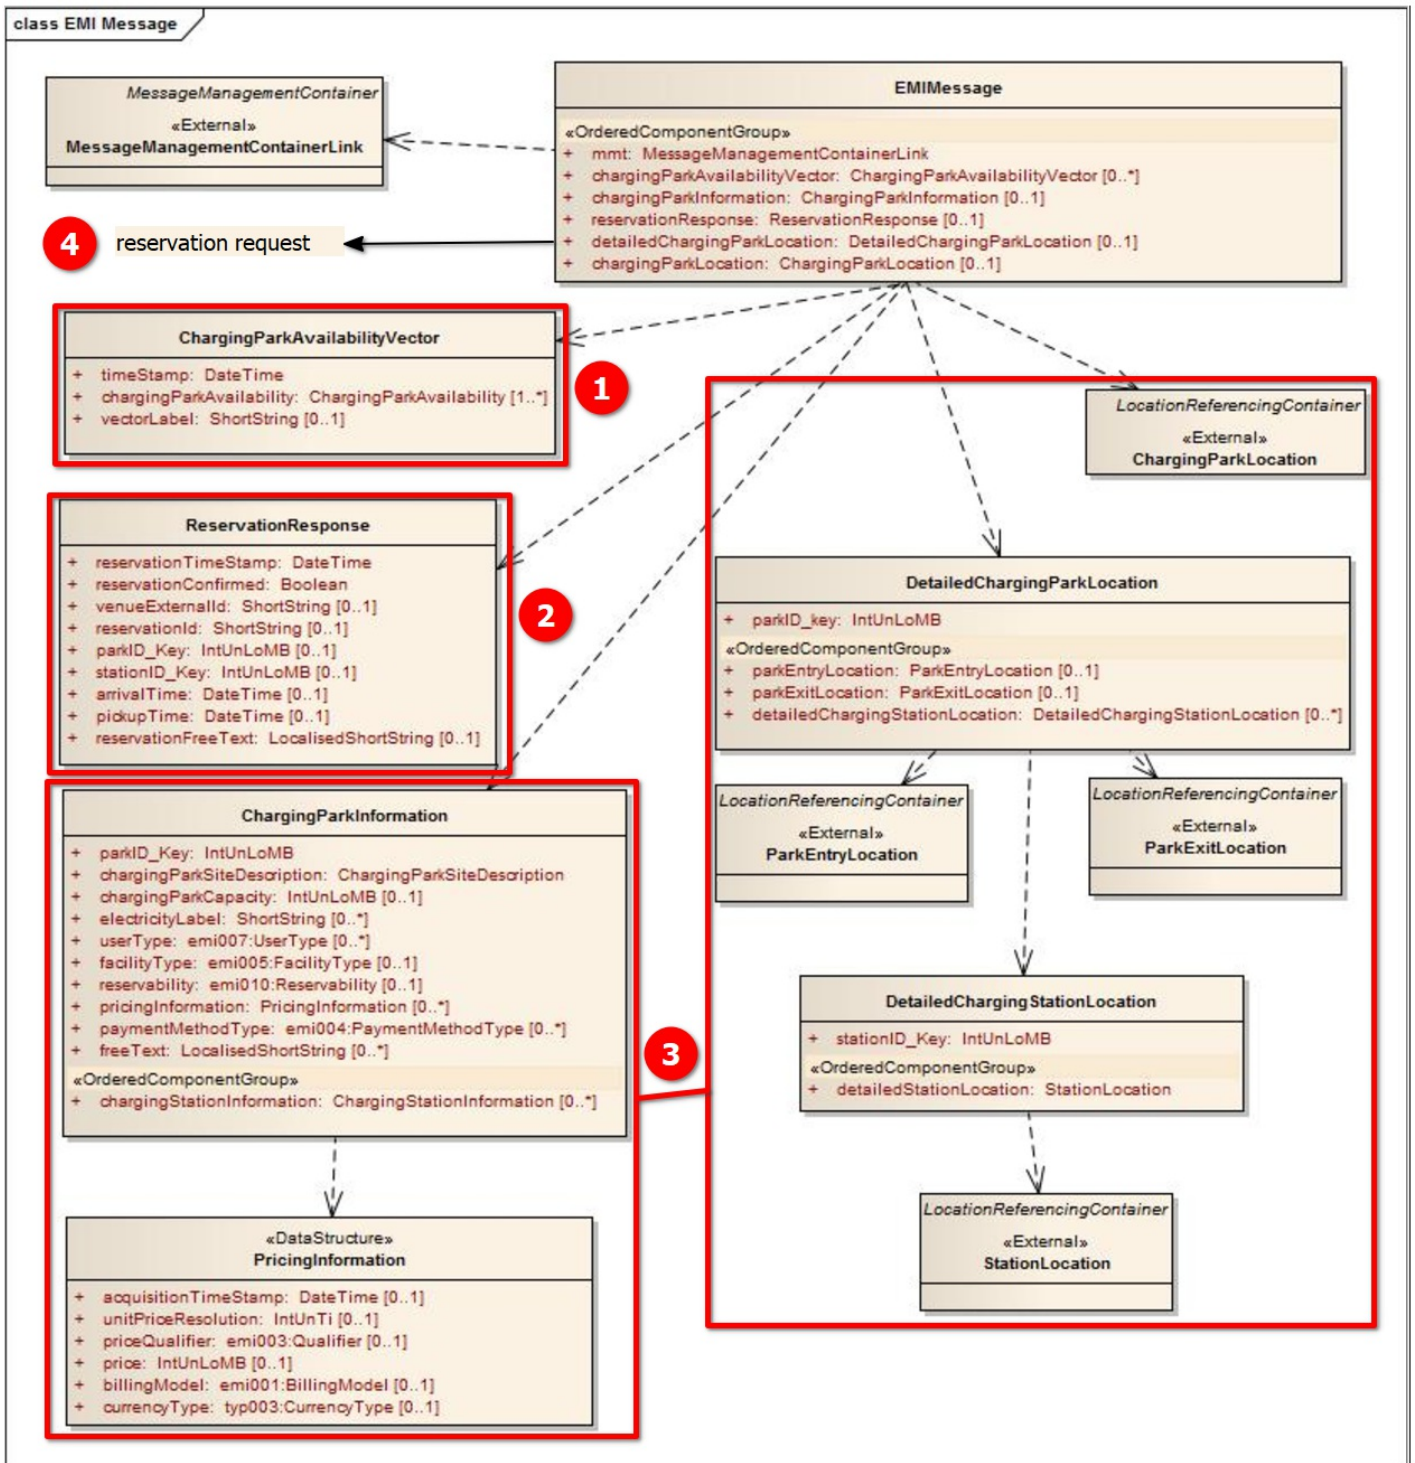 class EMI Message
MessageManagementContainer
«External»
MessageManagementContainerLink
EMIMessage
«OrderedComponentGroup»
+ mmt: MessageManagementContainerLink
+ chargingParkAvailabilityVector: ChargingParkAvailabilityVector [0..*]
+ chargingParkInformation: ChargingParkInformation [0..1]
+ reservationResponse: ReservationResponse [0..1]
+ detailedChargingParkLocation: DetailedChargingParkLocation [0..1]
+ chargingParkLocation: ChargingParkLocation [0..1]
4
reservation request
ChargingParkAvailabilityVector
+ timeStamp: DateTime
+ chargingParkAvailability: ChargingParkAvailability [1..*]
+ vectorLabel: ShortString [0..1]
1
LocationReferencingContainer
«External»
ChargingParkLocation
ReservationResponse
+ reservationTimeStamp: DateTime
+ reservationConfirmed: Boolean
+ venueExternalId: ShortString [0..1]
+ reservationId: ShortString [0..1]
+ parkID_Key: IntUnLoMB [0..1]
+ stationID_Key: IntUnLoMB [0..1]
+ arrivalTime: DateTime [0..1]
+ pickupTime: DateTime [0..1]
+ reservationFreeText: LocalisedShortString [0..1]
2
DetailedChargingParkLocation
+ parkID_key: IntUnLoMB
«OrderedComponentGroup»
+ parkEntryLocation: ParkEntryLocation [0..1]
+ parkExitLocation: ParkExitLocation [0..1]
+ detailedChargingStationLocation: DetailedChargingStationLocation [0..*]
LocationReferencingContainer
«External»
ParkEntryLocation
LocationReferencingContainer
«External»
ParkExitLocation
ChargingParkInformation
+ parkID_Key: IntUnLoMB
+ chargingParkSiteDescription: ChargingParkSiteDescription
+ chargingParkCapacity: IntUnLoMB [0..1]
+ electricityLabel: ShortString [0..*]
+ userType: emi007:UserType [0..*]
+ facilityType: emi005:FacilityType [0..1]
+ reservability: emi010:Reservability [0..1]
+ pricingInformation: PricingInformation [0..*]
+ paymentMethodType: emi004:PaymentMethodType [0..*]
+ freeText: LocalisedShortString [0..*]
«OrderedComponentGroup»
+ chargingStationInformation: ChargingStationInformation [0..*]
3
DetailedChargingStationLocation
+ stationID_Key: IntUnLoMB
«OrderedComponentGroup»
+ detailedStationLocation: StationLocation
LocationReferencingContainer
«External»
StationLocation
«DataStructure»
PricingInformation
+ acquisitionTimeStamp: DateTime [0..1]
+ unitPriceResolution: IntUnTi [0..1]
+ priceQualifier: emi003:Qualifier [0..1]
+ price: IntUnLoMB [0..1]
+ billingModel: emi001:BillingModel [0..1]
+ currencyType: typ003:CurrencyType [0..1]